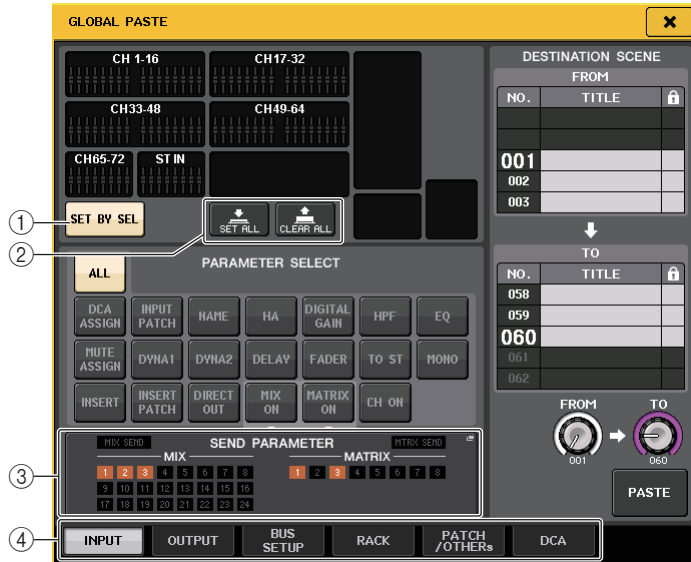 GLOBAL PASTE
CH 1-16
CH17-32
CH33-48
CH49-64
CH65-72
ST IN
① SET BY SEL
② SET ALL
CLEAR ALL
ALL
PARAMETER SELECT
DCA ASSIGN
INPUT PATCH
NAME
HA
DIGITAL GAIN
HPF
EQ
MUTE ASSIGN
DYNA1
DYNA2
DELAY
FADER
TO ST
MONO
INSERT
INSERT PATCH
DIRECT OUT
MIX ON
MATRIX ON
CH ON
③
MIX SEND
SEND PARAMETER
MTRX SEND
MIX
MATRIX
1 2 3 4 5 6 7 8
1 2 3 4 5 6 7 8
9 10 11 12 13 14 15 16
17 18 19 20 21 22 23 24
④
INPUT
OUTPUT
BUS SETUP
RACK
PATCH /OTHERs
DCA
DESTINATION SCENE
FROM
NO. TITLE
001
002
003
TO
NO. TITLE
058
059
060
061
062
FROM
TO
001
060
PASTE